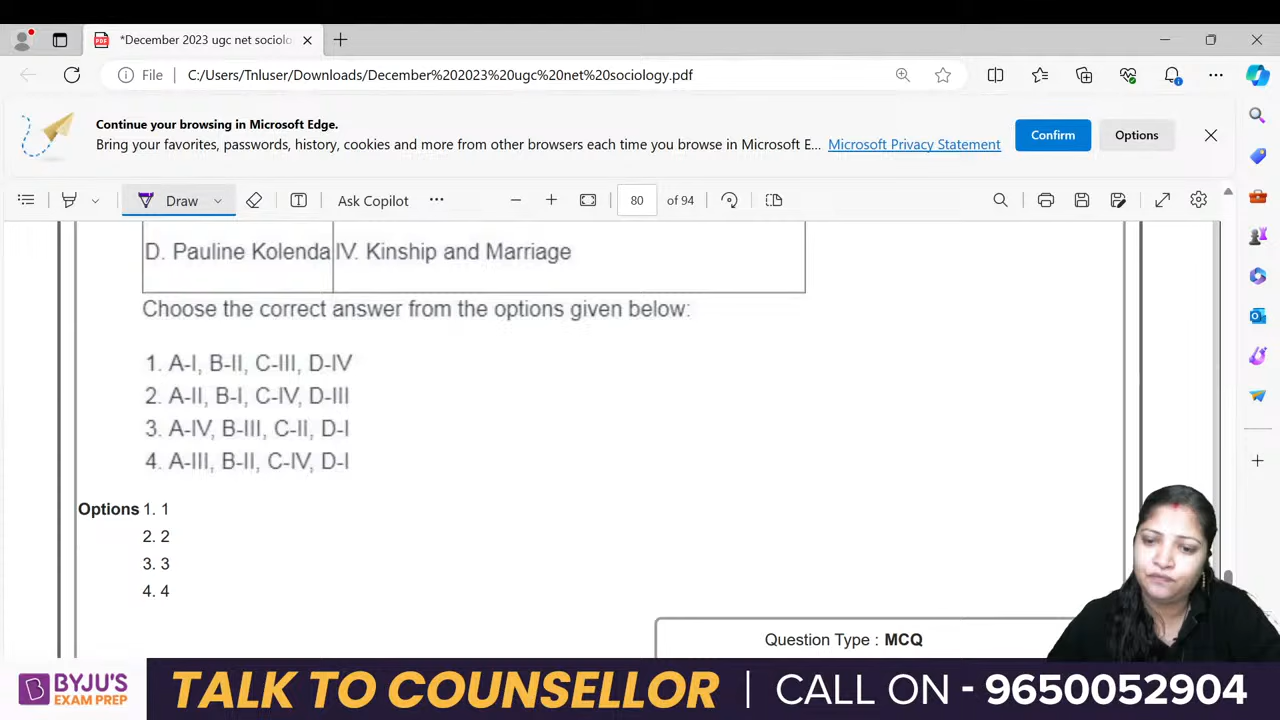 *December 2023 ugc net sociolo
File
C:/Users/Tnluser/Downloads/December%202023%20ugc%20net%20sociology.pdf
Continue your browsing in Microsoft Edge.
Bring your favorites, passwords, history, cookies and more from other browsers each time you browse in Microsoft E... Microsoft Privacy Statement
Confirm
Options
Draw
Ask Copilot
80 of 94
D. Pauline Kolenda IV. Kinship and Marriage
Choose the correct answer from the options given below:
1. A-I, B-II, C-III, D-IV
2. A-II, B-I, C-IV, D-III
3. A-IV, B-III, C-II, D-I
4. A-III, B-II, C-IV, D-I
Options 1. 1
2. 2
3. 3
4. 4
Question Type : MCQ
BYJU'S
EXAM PREP
TALK TO COUNSELLOR | CALL ON - 9650052904